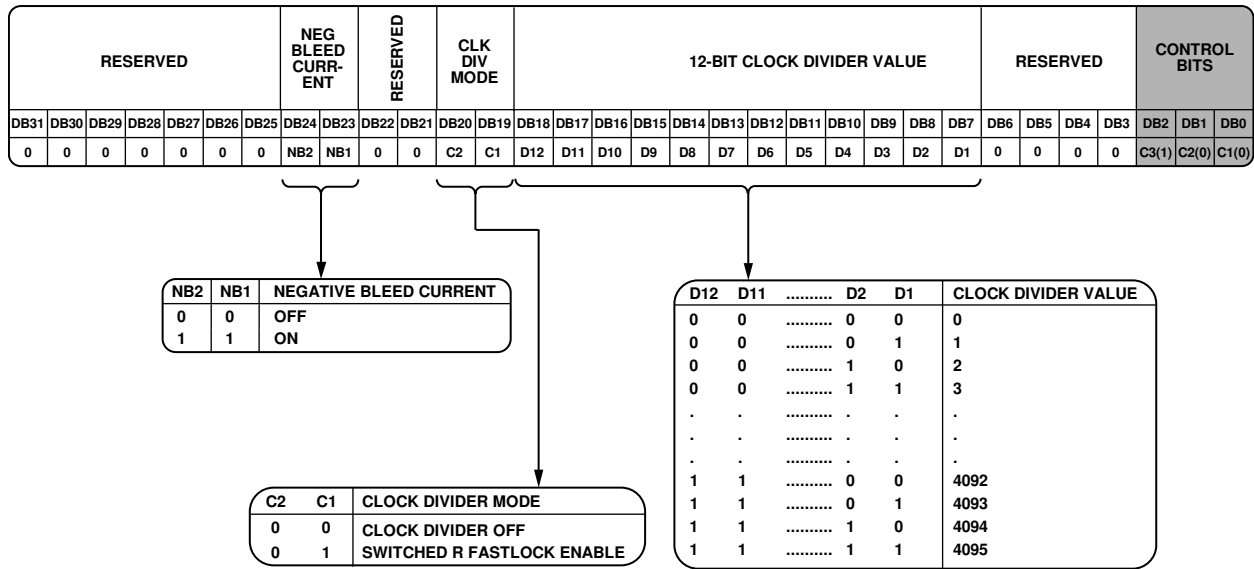 RESERVED
NEG
BLEED
CURR-
ENT
RESERVED
CLK
DIV
MODE
12-BIT CLOCK DIVIDER VALUE
RESERVED
CONTROL
BITS
DB31 DB30 DB29 DB28 DB27 DB26 DB25 DB24 DB23 DB22 DB21 DB20 DB19 DB18 DB17 DB16 DB15 DB14 DB13 DB12 DB11 DB10 DB9 DB8 DB7 DB6 DB5 DB4 DB3 DB2 DB1 DB0
0 0 0 0 0 0 0 NB2 NB1 0 0 C2 C1 D12 D11 D10 D9 D8 D7 D6 D5 D4 D3 D2 D1 0 0 0 0 C3(1) C2(0) C1(0)
NB2 NB1 NEGATIVE BLEED CURRENT
0 0 OFF
1 1 ON
D12 D11 .......... D2 D1 CLOCK DIVIDER VALUE
0 0 .......... 0 0 0
0 0 .......... 0 1 1
0 0 .......... 1 0 2
0 0 .......... 1 1 3
. . .......... . . .
. . .......... . . .
. . .......... . . .
1 1 .......... 0 0 4092
1 1 .......... 0 1 4093
1 1 .......... 1 0 4094
1 1 .......... 1 1 4095
C2 C1 CLOCK DIVIDER MODE
0 0 CLOCK DIVIDER OFF
0 1 SWITCHED R FASTLOCK ENABLE